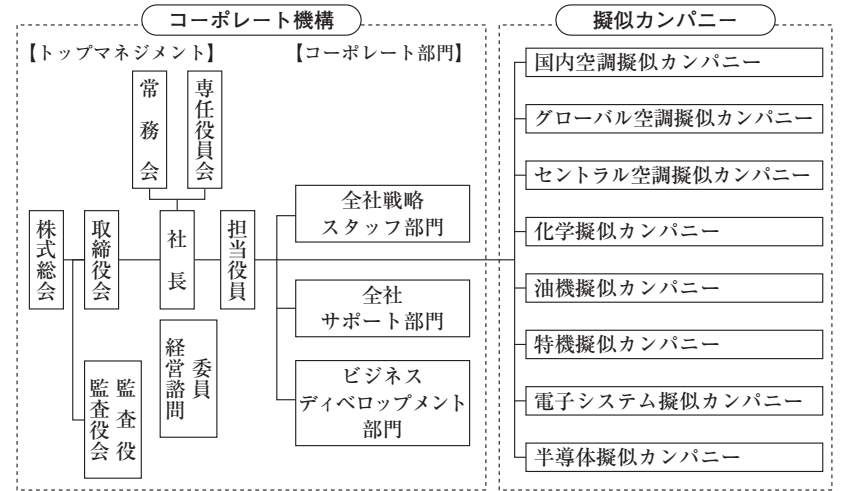 コーポレート機構
擬似カンパニー
【トップマネジメント】
【コーポレート部門】
常務会
専任役員会
株式総会
取締役会
社長
担当役員
監査役
監査役会
委員
経営諮問
全社戦略
スタッフ部門
全社
サポート部門
ビジネス
ディベロップメント
部門
国内空調擬似カンパニー
グローバル空調擬似カンパニー
セントラル空調擬似カンパニー
化学擬似カンパニー
油機擬似カンパニー
特機擬似カンパニー
電子システム擬似カンパニー
半導体擬似カンパニー